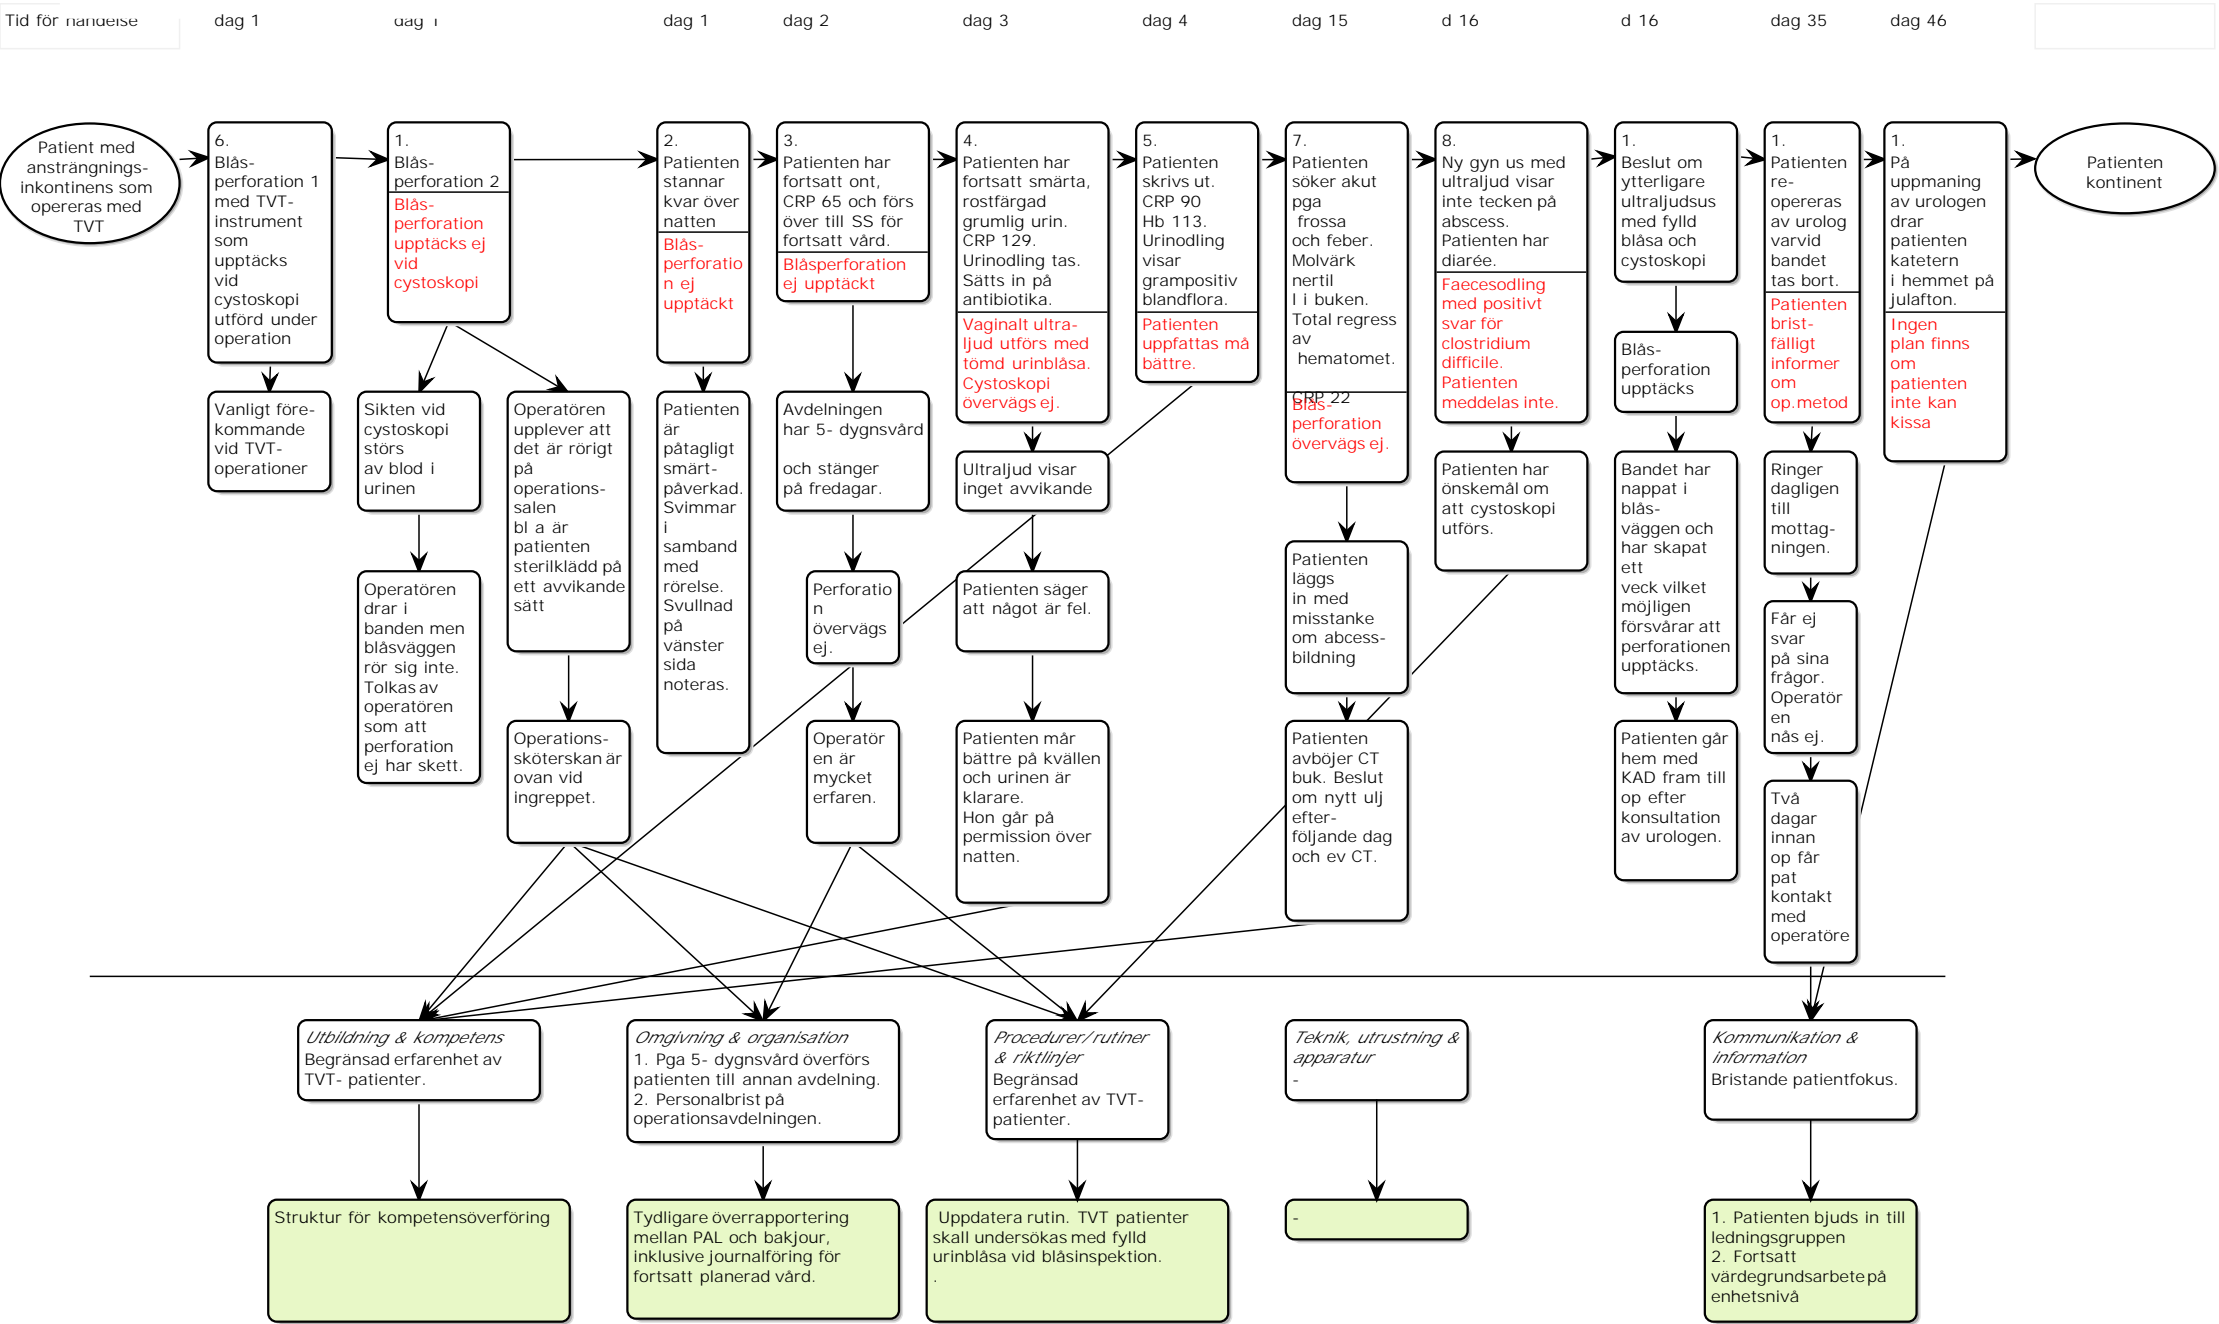 Tid för händelse
dag 1
dag 1
dag 1
dag 2
dag 3
dag 4
dag 15
d 16
d 16
dag 35
dag 46
Patient med
ansträngnings-
inkontinens som
opereras med
TVT
6.
Blås-
perforation 1
med TVT-
instrument
som
upptäcks
vid
cystoskopi
utförd under
operation
1.
Blås-
perforation 2
Blås-
perforation
upptäcks ej
vid
cystoskopi
2.
Patienten
stannar
kvar över
natten
Blås-
perforatio
n ej
upptäckt
3.
Patienten har
fortsatt ont,
CRP 65 och förs
över till SS för
fortsatt vård.
Blåsperforation
ej upptäckt
4.
Patienten har
fortsatt smärta,
rostfärgad
grumlig urin.
CRP 129.
Urinodling tas.
Sätts in på
antibiotika.
Vaginalt ultra-
ljud utförs med
tömd urinblåsa.
Cystoskopi
övervägs ej.
5.
Patienten
skrivs ut.
CRP 90
Hb 113.
Urinodling
visar
grampositiv
blandflora.
Patienten
uppfattas må
bättre.
7.
Patienten
söker akut
pga
frossa
och feber.
Molvärk
nertil
l i buken.
Total regress
av
hematomet.
CRP 22
Blås-
perforation
övervägs ej.
8.
Ny gyn us med
ultraljud visar
inte tecken på
abscess.
Patienten har
diarée.
Faecesodling
med positivt
svar för
clostridium
difficile.
Patienten
meddelas inte.
1.
Beslut om
ytterligare
ultraljudsus
med fylld
blåsa och
cystoskopi
1.
Patienten
re-
opereras
av urolog
varvid
bandet
tas bort.
Patienten
brist-
fälligt
informer
om
op.metod
1.
På
uppmaning
av urologen
drar
patienten
katetern
i hemmet på
julafton.
Ingen
plan finns
om
patienten
inte kan
kissa
Patienten
kontinent
Vanligt före-
kommande
vid TVT-
operationer
Sikten vid
cystoskopi
störs
av blod i
urinen
Operatören
drar i
banden men
blåsväggen
rör sig inte.
Tolkas av
operatören
som att
perforation
ej har skett.
Operatören
upplever att
det är rörigt
på
operations-
salen
bl a är
patienten
sterilklädd på
ett avvikande
sätt
Operations-
sköterskan är
ovan vid
ingreppet.
Patienten
är
påtagligt
smärt-
påverkad.
Svimmar
i
samband
med
rörelse.
Svullnad
på
vänster
sida
noteras.
Avdelningen
har 5- dygnsvård
och stänger
på fredagar.
Perforatio
n
övervägs
ej.
Operatör
en är
mycket
erfaren.
Ultraljud visar
inget avvikande
Patienten säger
att något är fel.
Patienten mår
bättre på kvällen
och urinen är
klarare.
Hon går på
permission över
natten.
Patienten
läggs
in med
misstanke
om abcess-
bildning
Patienten
avböjer CT
buk. Beslut
om nytt ulj
efter-
följande dag
och ev CT.
Patienten har
önskemål om
att cystoskopi
utförs.
Blås-
perforation
upptäcks
Bandet har
nappat i
blås-
väggen och
har skapat
ett
veck vilket
möjligen
försvårar att
perforationen
upptäcks.
Patienten går
hem med
KAD fram till
op efter
konsultation
av urologen.
Ringer
dagligen
till
mottag-
ningen.
Får ej
svar
på sina
frågor.
Operatör
en
nås ej.
Två
dagar
innan
op får
pat
kontakt
med
operatöre
Utbildning & kompetens
Begränsad erfarenhet av
TVT- patienter.
Omgivning & organisation
1. Pga 5- dygnsvård överförs
patienten till annan avdelning.
2. Personalbrist på
operationsavdelningen.
Procedurer/rutiner
& riktlinjer
Begränsad
erfarenhet av TVT-
patienter.
Teknik, utrustning &
apparatur
-
Kommunikation &
information
Bristande patientfokus.
Struktur för kompetensöverföring
Tydligare överrapportering
mellan PAL och bakjour,
inklusive journalföring för
fortsatt planerad vård.
Uppdatera rutin. TVT patienter
skall undersökas med fylld
urinblåsa vid blåsinspektion.
.
-
1. Patienten bjuds in till
ledningsgruppen
2. Fortsatt
värdegrundsarbete på
enhetsnivå